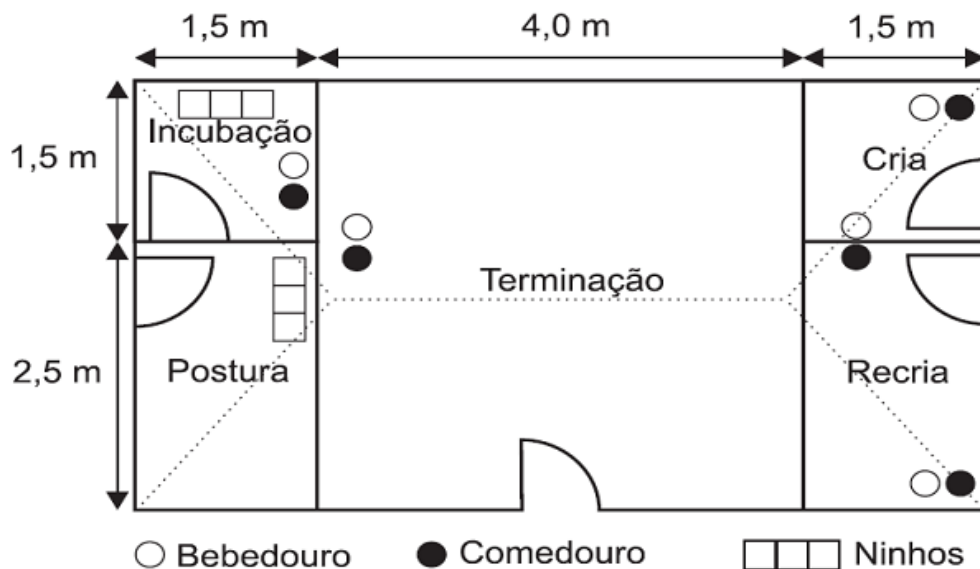 1,5 m 4,0 m 1,5 m
1,5 m
Incubação
Cria
Terminação
2,5 m
Postura
Recria
Bebedouro Comedouro Ninhos